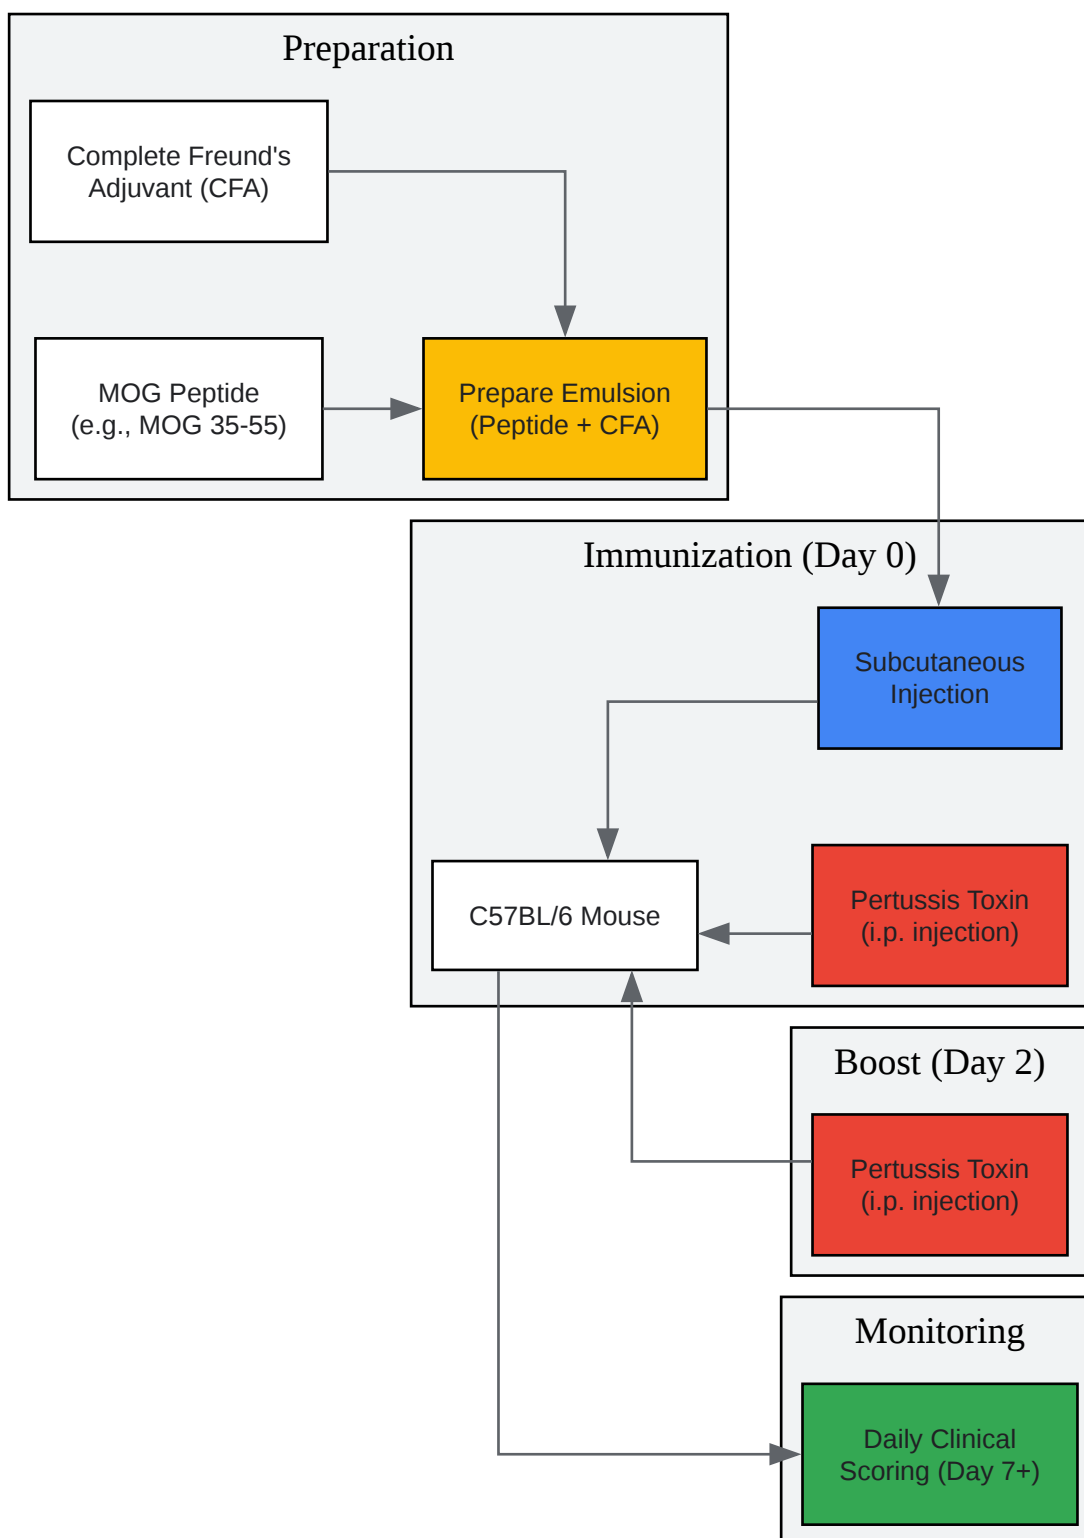 Preparation
Complete Freund's
Adjuvant (CFA)
MOG Peptide
(e.g., MOG 35-55)
Prepare Emulsion
(Peptide + CFA)
Immunization (Day 0)
Subcutaneous
Injection
C57BL/6 Mouse
Pertussis Toxin
(i.p. injection)
Boost (Day 2)
Pertussis Toxin
(i.p. injection)
Monitoring
Daily Clinical
Scoring (Day 7+)